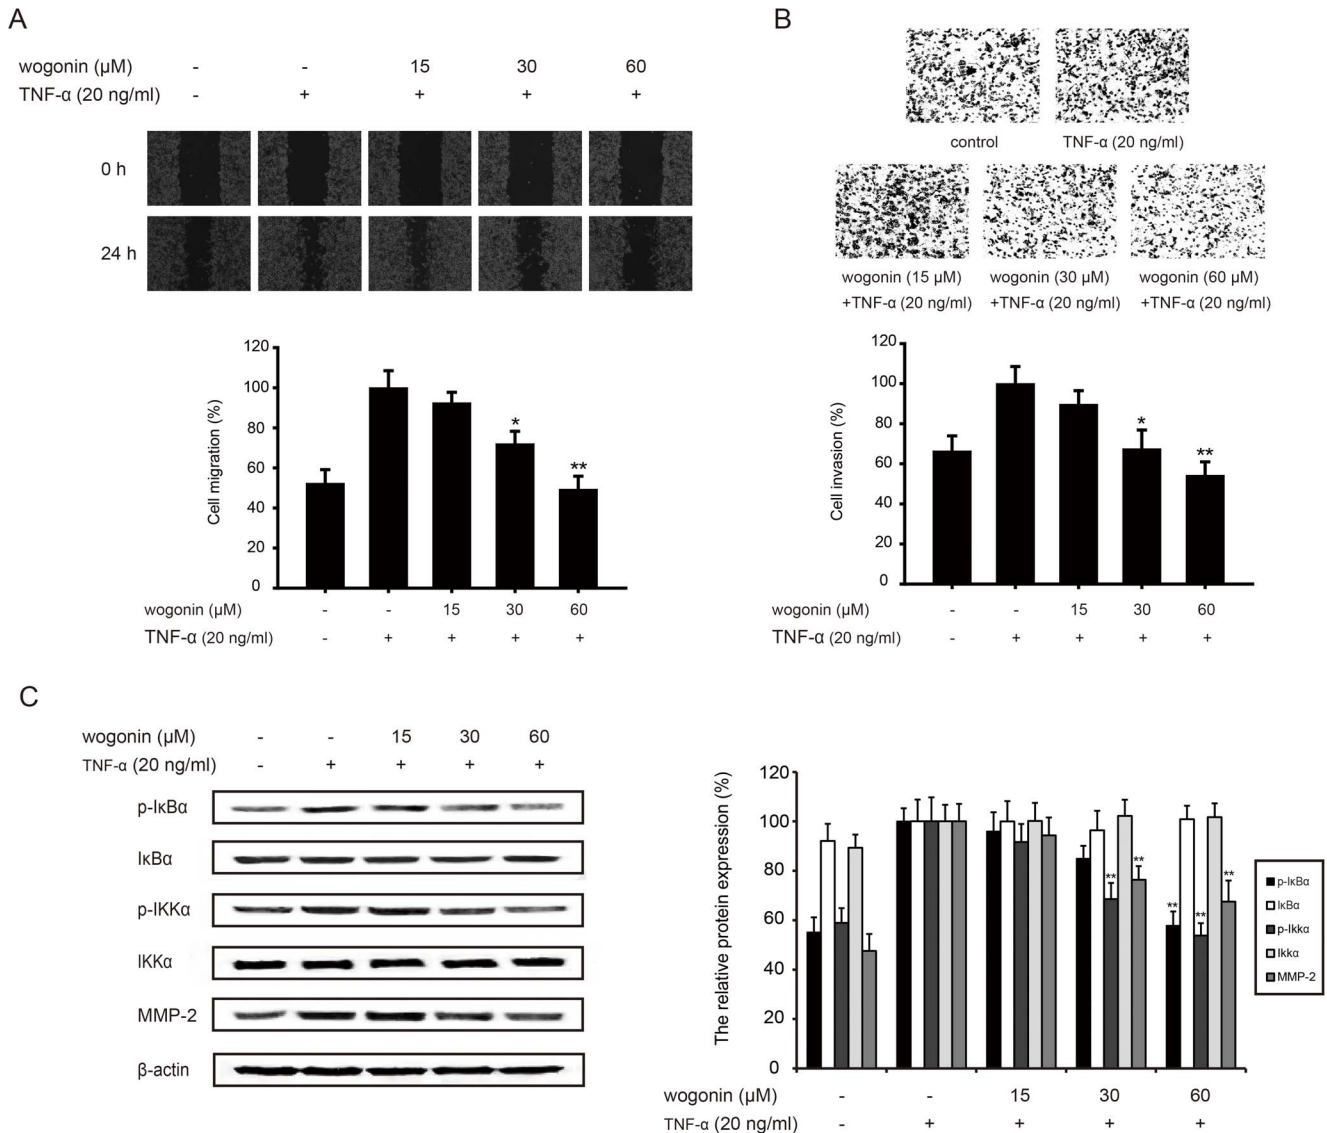 A
wogonin (μM) - - 15 30 60
TNF-α (20 ng/ml) - + + + +
0 h
24 h
Cell migration (%)
120
100
80
60
40
20
0
*
**
wogonin (μM) - - 15 30 60
TNF-α (20 ng/ml) - + + + +
B
control TNF-α (20 ng/ml)
wogonin (15 μM) wogonin (30 μM) wogonin (60 μM)
+TNF-α (20 ng/ml) +TNF-α (20 ng/ml) +TNF-α (20 ng/ml)
Cell invasion (%)
120
100
80
60
40
20
0
*
**
wogonin (μM) - - 15 30 60
TNF-α (20 ng/ml) - + + + +
C
wogonin (μM) - - 15 30 60
TNF-α (20 ng/ml) - + + + +
p-IκBα
IκBα
p-IKKα
IKKα
MMP-2
β-actin
The relative protein expression (%)
120
100
80
60
40
20
0
** **
** ** **
p-IκBα
IκBα
p-Ikkα
Ikkα
MMP-2
wogonin (μM) - - 15 30 60
TNF-α (20 ng/ml) - + + + +